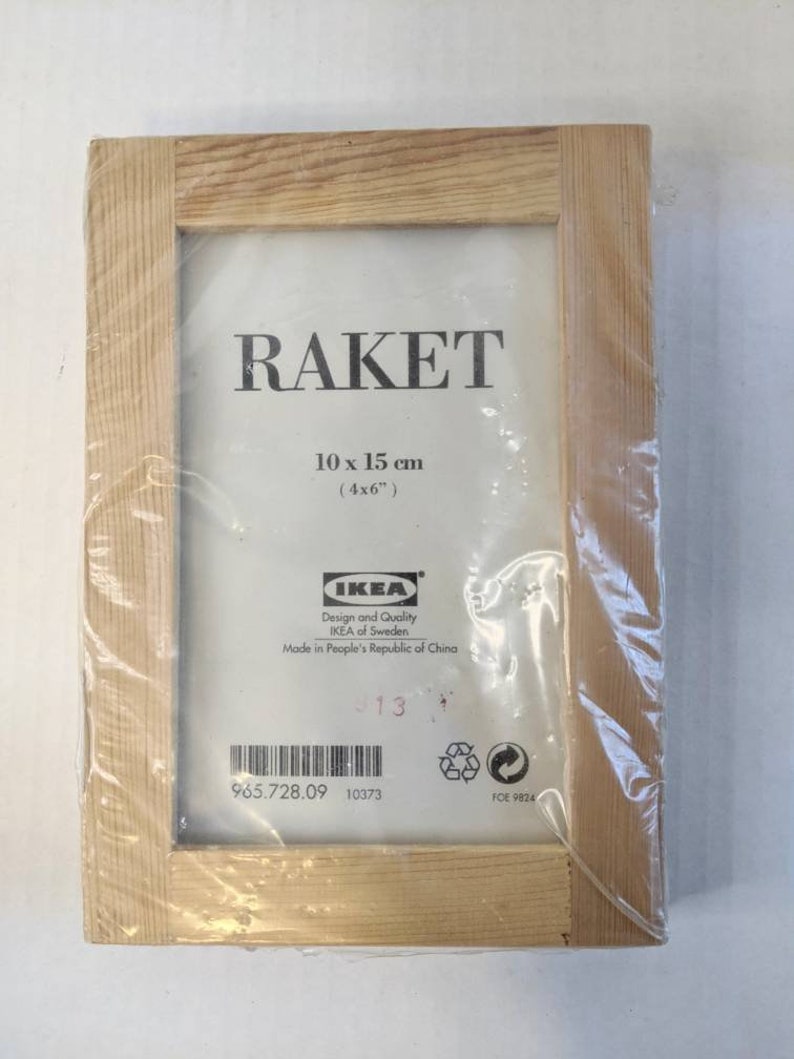 RAKET
10 x 15 cm
( 4x6” )
IKEA®
Design and Quality
IKEA of Sweden
Made in People's Republic of China
13
965.728.09 10373
FOE 9824